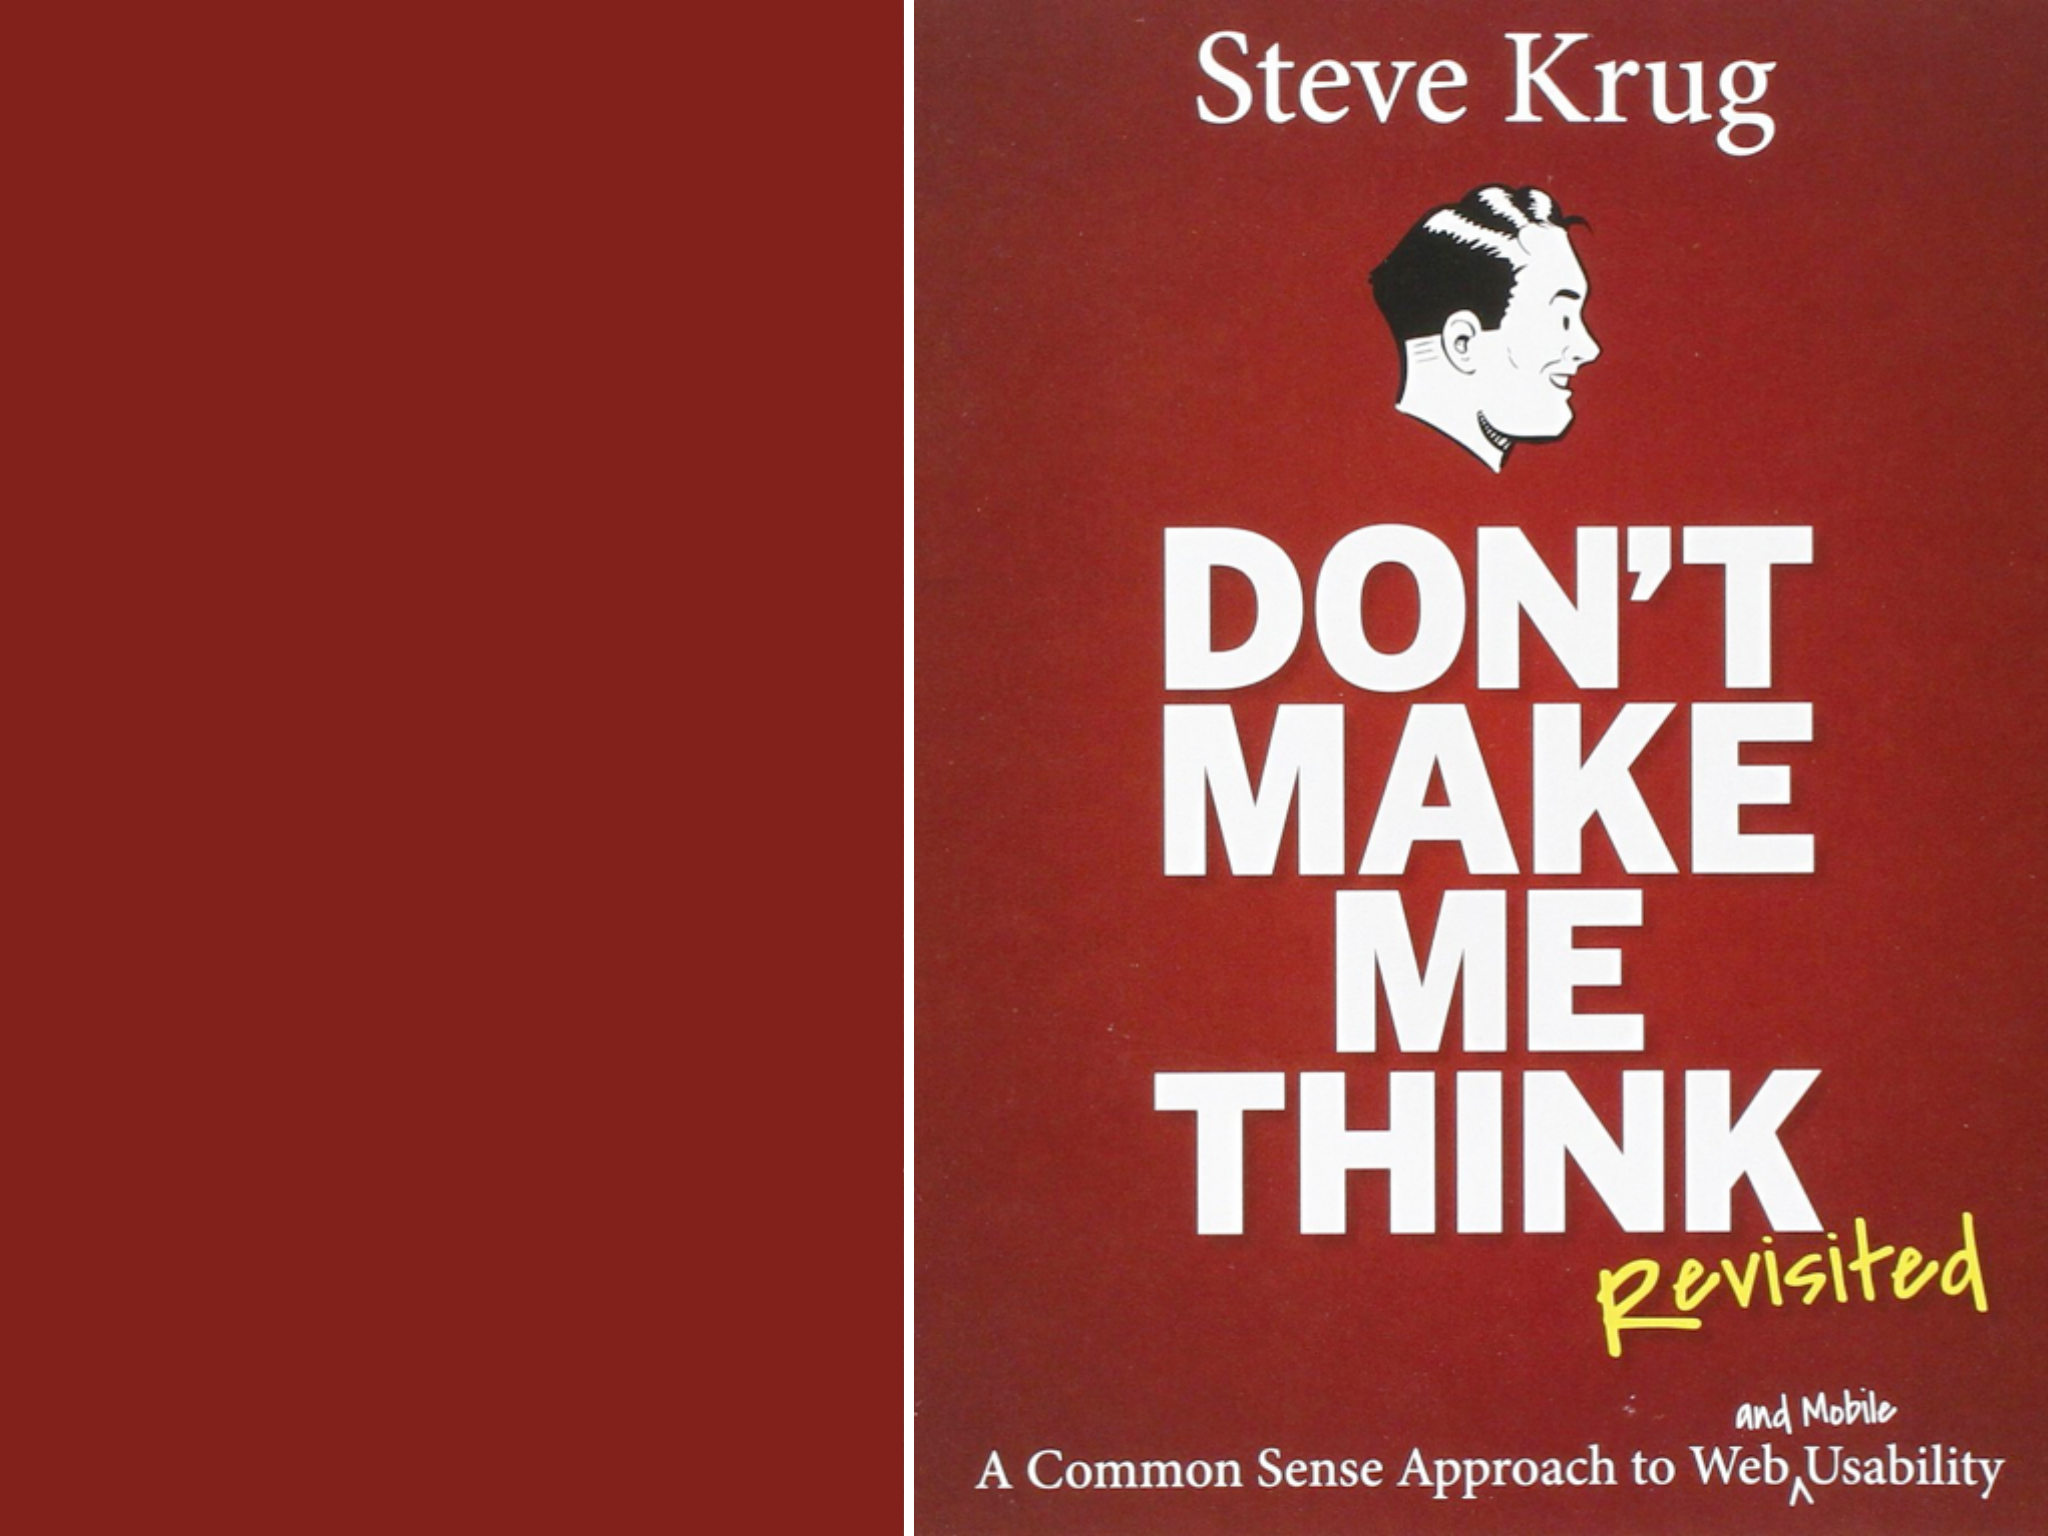 Steve Krug
DON'T
MAKE
ME
THINK
Revisited
and Mobile
A Common Sense Approach to Web ^ Usability